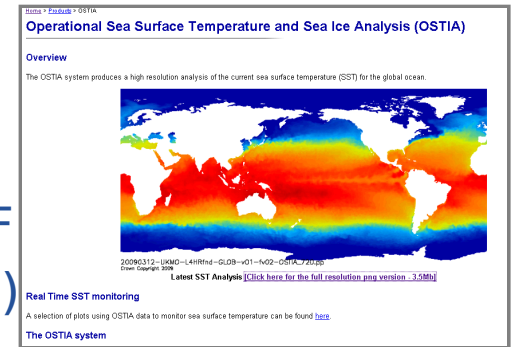 Home > Products > OSTIA
Operational Sea Surface Temperature and Sea Ice Analysis (OSTIA)
Overview
The OSTIA system produces a high resolution analysis of the current sea surface temperature (SST) for the global ocean.
20090312-UKMO-L4HRfnd-GLOB-v01-fv02-OSTIA_720.pp
Crown Copyright 2009
Latest SST Analysis [Click here for the full resolution png version - 3.5Mb]
Real Time SST monitoring
A selection of plots using OSTIA data to monitor sea surface temperature can be found here.
The OSTIA system
)